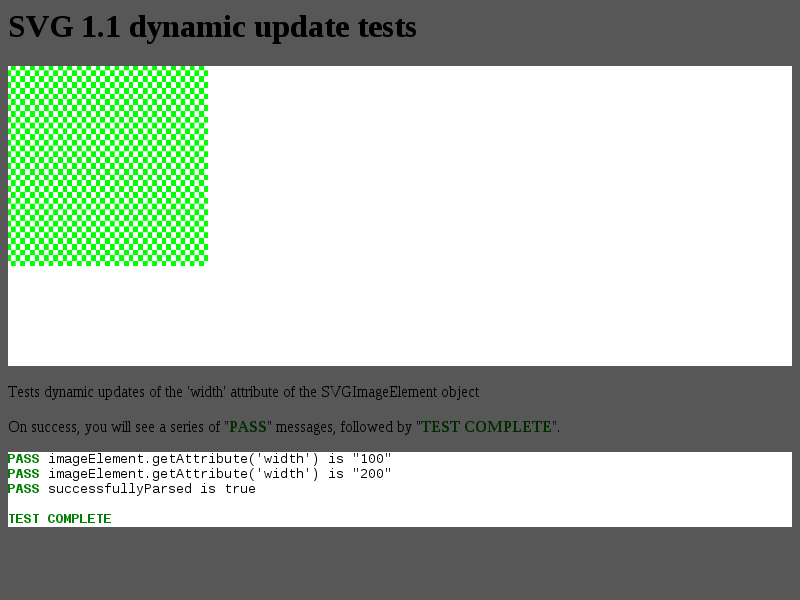 SVG 1.1 dynamic update tests
Tests dynamic updates of the 'width' attribute of the SVGImageElement object
On success, you will see a series of "PASS" messages, followed by "TEST COMPLETE".
PASS imageElement.getAttribute('width') is "100"
PASS imageElement.getAttribute('width') is "200"
PASS successfullyParsed is true
TEST COMPLETE